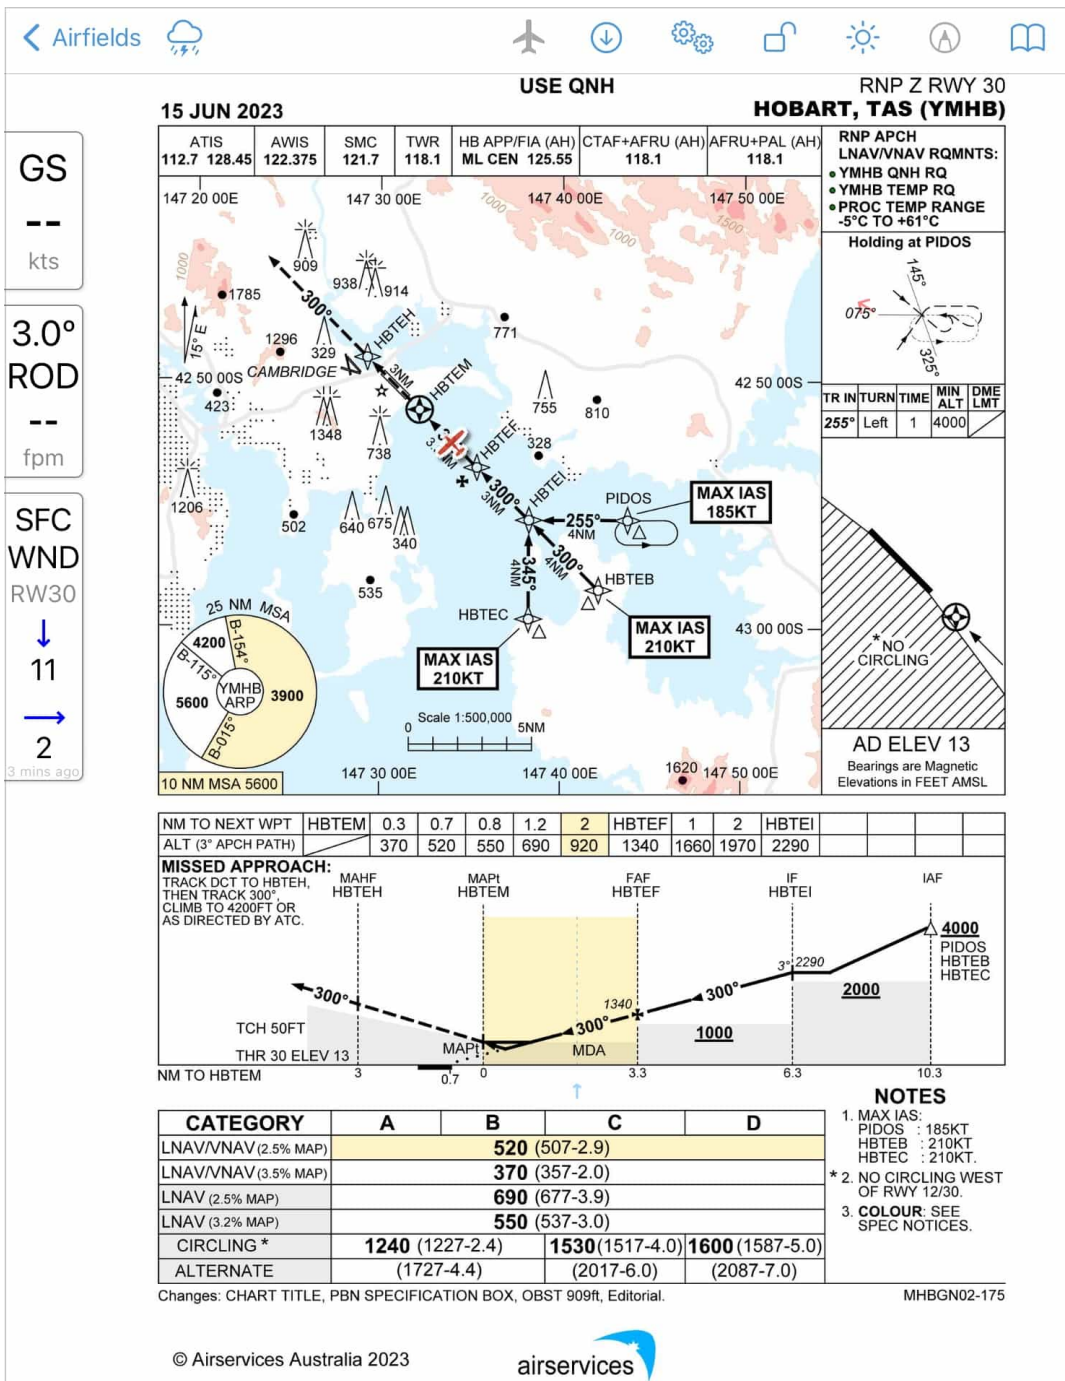 Airfields
USE QNH
RNP Z RWY 30
15 JUN 2023
HOBART, TAS (YMHB)
ATIS
112.7 128.45
AWIS
122.375
SMC
121.7
TWR
118.1
HB APP/FIA (AH)
ML CEN 125.55
CTAF+AFRU (AH)
118.1
AFRU+PAL (AH)
118.1
RNP APCH
LNAV/VNAV RQMNTS:
YMHB QNH RQ
YMHB TEMP RQ
PROC TEMP RANGE
-5°C TO +61°C
GS
--
kts
3.0°
ROD
--
fpm
SFC
WND
RW30
11
2
3 mins ago
147 20 00E
147 30 00E
147 40 00E
147 50 00E
1000
1500
1000
1000
909
938
914
1785
300°
HBTEH
771
15° E
1296
329
CAMBRIDGE
3NM
HBTEM
42 50 00S
42 50 00S
423
755
810
1348
738
HBTEF
328
1206
HBTEI
300°
3NM
502
640
675
340
PIDOS
MAX IAS
185KT
255°
4NM
300°
4NM
345°
4NM
535
HBTEB
HBTEC
MAX IAS
210KT
MAX IAS
210KT
43 00 00S
25 NM MSA
B-154°
4200
B-115°
5600
YMHB
ARP
3900
B-015°
10 NM MSA 5600
Scale 1:500,000
0
5NM
147 30 00E
147 40 00E
1620
147 50 00E
Holding at PIDOS
145°
075°
325°
TR IN
TURN
TIME
MIN
ALT
DME
LMT
255°
Left
1
4000
*NO
CIRCLING
AD ELEV 13
Bearings are Magnetic
Elevations in FEET AMSL
NM TO NEXT WPT HBTEM 0.3 0.7 0.8 1.2 2 HBTEF 1 2 HBTEI
ALT (3° APCH PATH) 370 520 550 690 920 1340 1660 1970 2290
MISSED APPROACH:
TRACK DCT TO HBTEH,
THEN TRACK 300°,
CLIMB TO 4200FT OR
AS DIRECTED BY ATC.
MAHF
HBTEH
MAPt
HBTEM
FAF
HBTEF
IF
HBTEI
IAF
4000
PIDOS
HBTEB
HBTEC
3°
2290
2000
300°
1340
300°
300°
1000
TCH 50FT
THR 30 ELEV 13
MAPt
MDA
NM TO HBTEM
3
0.7
0
3.3
6.3
10.3
CATEGORY A B C D
LNAV/VNAV (2.5% MAP) 520 (507-2.9)
LNAV/VNAV (3.5% MAP) 370 (357-2.0)
LNAV (2.5% MAP) 690 (677-3.9)
LNAV (3.2% MAP) 550 (537-3.0)
CIRCLING * 1240 (1227-2.4) 1530 (1517-4.0) 1600 (1587-5.0)
ALTERNATE (1727-4.4) (2017-6.0) (2087-7.0)
NOTES
1. MAX IAS:
PIDOS : 185KT
HBTEB : 210KT
HBTEC : 210KT.
* 2. NO CIRCLING WEST
OF RWY 12/30.
3. COLOUR: SEE
SPEC NOTICES.
Changes: CHART TITLE, PBN SPECIFICATION BOX, OBST 909ft, Editorial.
MHBGN02-175
© Airservices Australia 2023
airservices